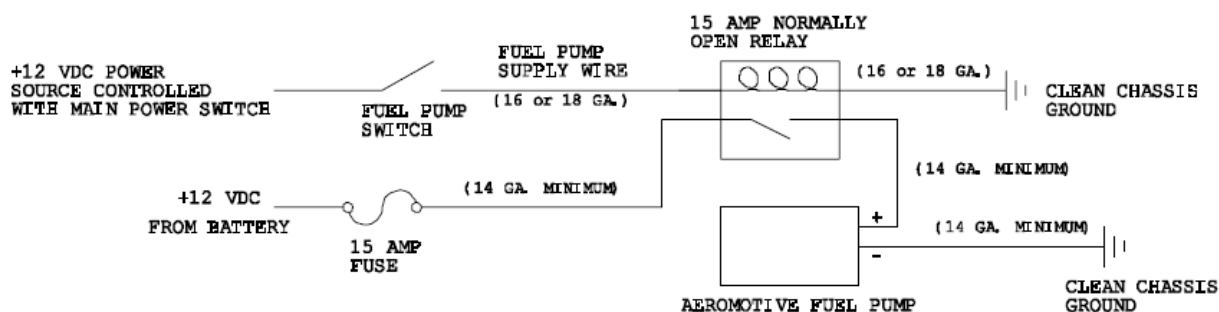 15 AMP NORMALLY
OPEN RELAY
FUEL PUMP
SUPPLY WIRE
(16 or 18 GA.)
(16 or 18 GA.)
+12 VDC POWER
SOURCE CONTROLLED
WITH MAIN POWER SWITCH
FUEL PUMP
SWITCH
CLEAN CHASSIS
GROUND
+12 VDC
FROM BATTERY
15 AMP
FUSE
(14 GA. MINIMUM)
(14 GA. MINIMUM)
+
-
(14 GA. MINIMUM)
AEROMOTIVE FUEL PUMP
CLEAN CHASSIS
GROUND